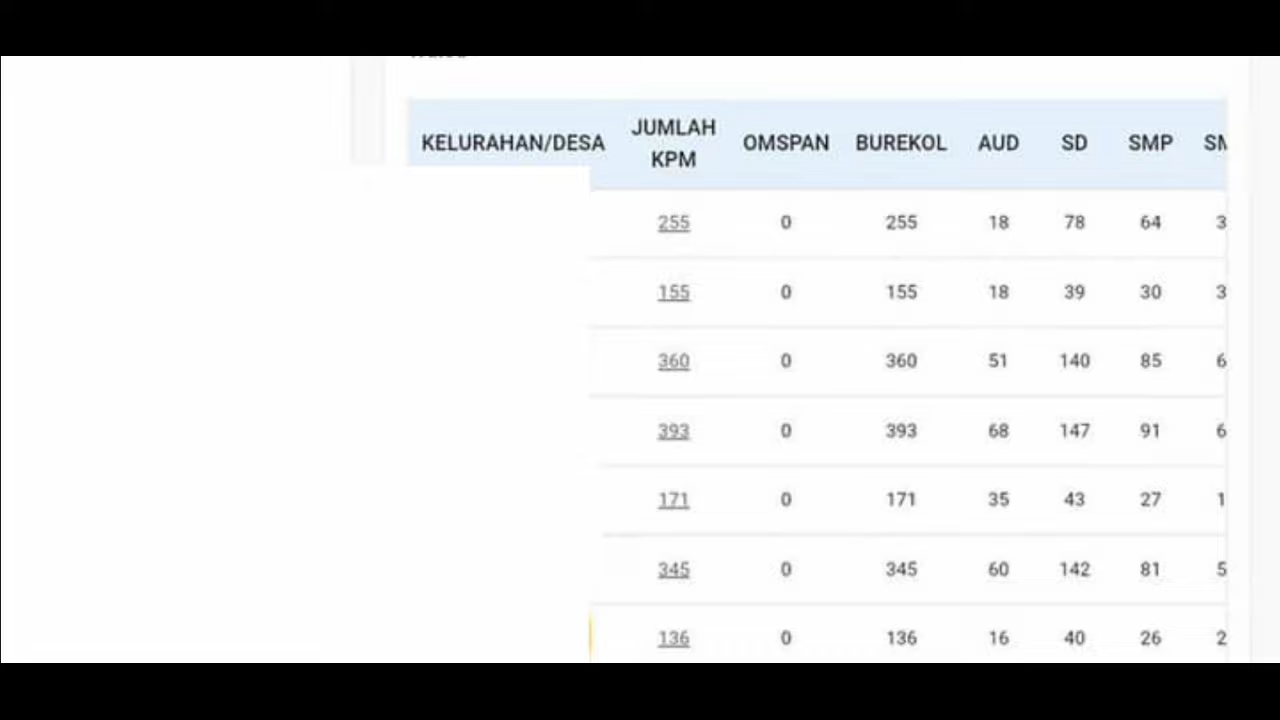 KELURAHAN/DESA JUMLAH KPM OMSPAN BUREKOL AUD SD SMP
255 0 255 18 78 64
155 0 155 18 39 30
360 0 360 51 140 85
393 0 393 68 147 91
171 0 171 35 43 27
345 0 345 60 142 81
136 0 136 16 40 26